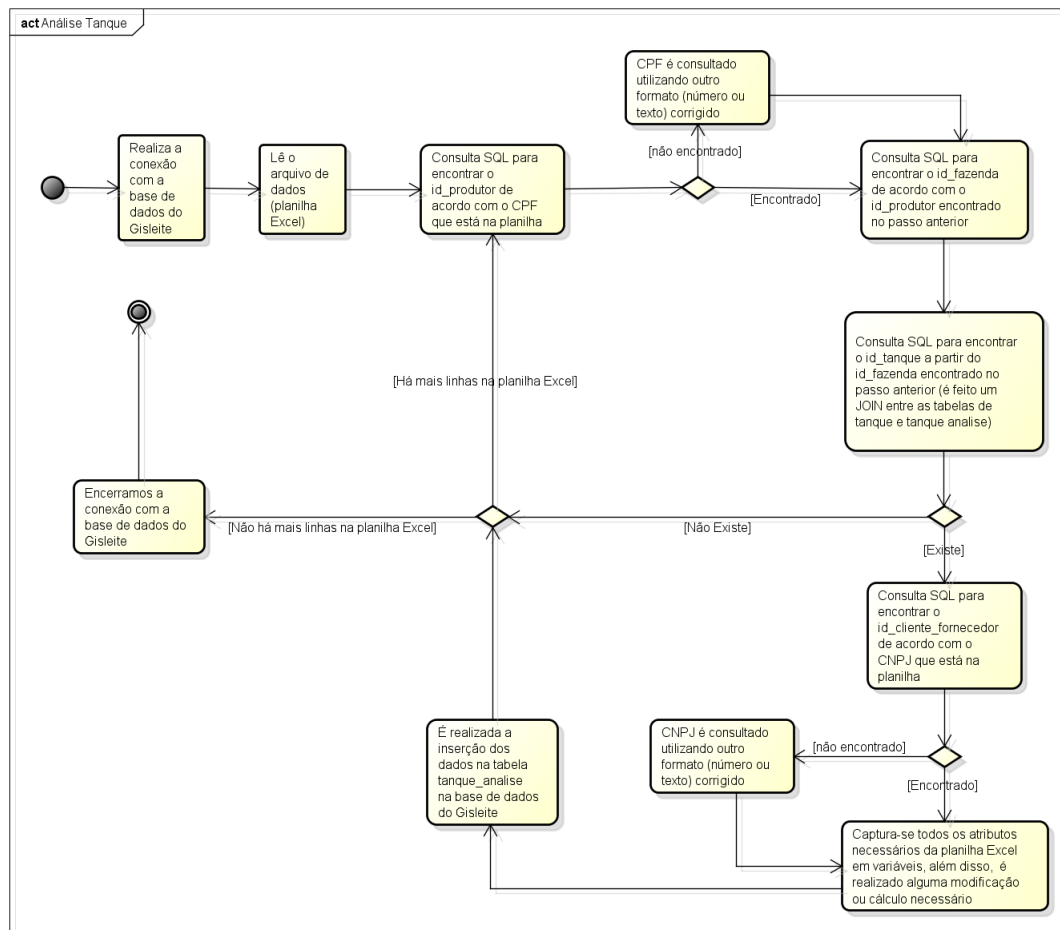 act Análise Tanque
CPF é consultado
utilizando outro
formato (número ou
texto) corrigido
[não encontrado]
Realiza a
conexão
com a
base de
dados do
Gisleite
Lê o
arquivo de
dados
(planilha
Excel)
Consulta SQL para
encontrar o
id_produtor de
acordo com o CPF
que está na planilha
[Encontrado]
Consulta SQL para
encontrar o id_fazenda
de acordo com o
id_produtor encontrado
no passo anterior
Consulta SQL para encontrar
o id_tanque a partir do
id_fazenda encontrado no
passo anterior (é feito um
JOIN entre as tabelas de
tanque e tanque analise)
[Há mais linhas na planilha Excel]
Encerramos a
conexão com a
base de dados do
Gisleite
[Não há mais linhas na planilha Excel]
[Não Existe]
[Existe]
Consulta SQL para
encontrar o
id_cliente_fornecedor
de acordo com o
CNPJ que está na
planilha
É realizada a
inserção dos
dados na tabela
tanque_analise
na base de dados
do Gisleite
CNPJ é consultado
utilizando outro
formato (número ou
texto) corrigido
[não encontrado]
[Encontrado]
Captura-se todos os atributos
necessários da planilha Excel
em variáveis, além disso, é
realizado alguma modificação
ou cálculo necessário